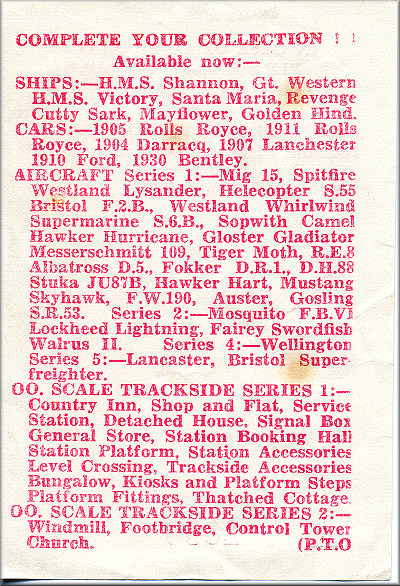 COMPLETE YOUR COLLECTION ! !
Available now:—
SHIPS:—H.M.S. Shannon, Gt. Western
H.M.S. Victory, Santa Maria, Revenge
Cutty Sark, Mayflower, Golden Hind.
CARS:—1905 Rolls Royce, 1911 Rolls
Royce, 1904 Darracq, 1907 Lanchester
1910 Ford, 1930 Bentley.
AIRCRAFT Series 1:—Mig 15, Spitfire
Westland Lysander, Helecopter S.55
Bristol F.2.B., Westland Whirlwind
Supermarine S.6.B., Sopwith Camel
Hawker Hurricane, Gloster Gladiator
Messerschmitt 109, Tiger Moth, R.E.8
Albatross D.5., Fokker D.R.1., D.H.88
Stuka JU87B, Hawker Hart, Mustang
Skyhawk, F.W.190, Auster, Gosling
S.R.53. Series 2:—Mosquito F.B.VI
Lockheed Lightning, Fairey Swordfish
Walrus II. Series 4:—Wellington
Series 5:—Lancaster, Bristol Super-
freighter.
OO. SCALE TRACKSIDE SERIES 1:—
Country Inn, Shop and Flat, Service
Station, Detached House, Signal Box
General Store, Station Booking Hall
Station Platform, Station Accessories
Level Crossing, Trackside Accessories
Bungalow, Kiosks and Platform Steps
Platform Fittings, Thatched Cottage.
OO. SCALE TRACKSIDE SERIES 2:—
Windmill, Footbridge, Control Tower
Church. (P.T.O